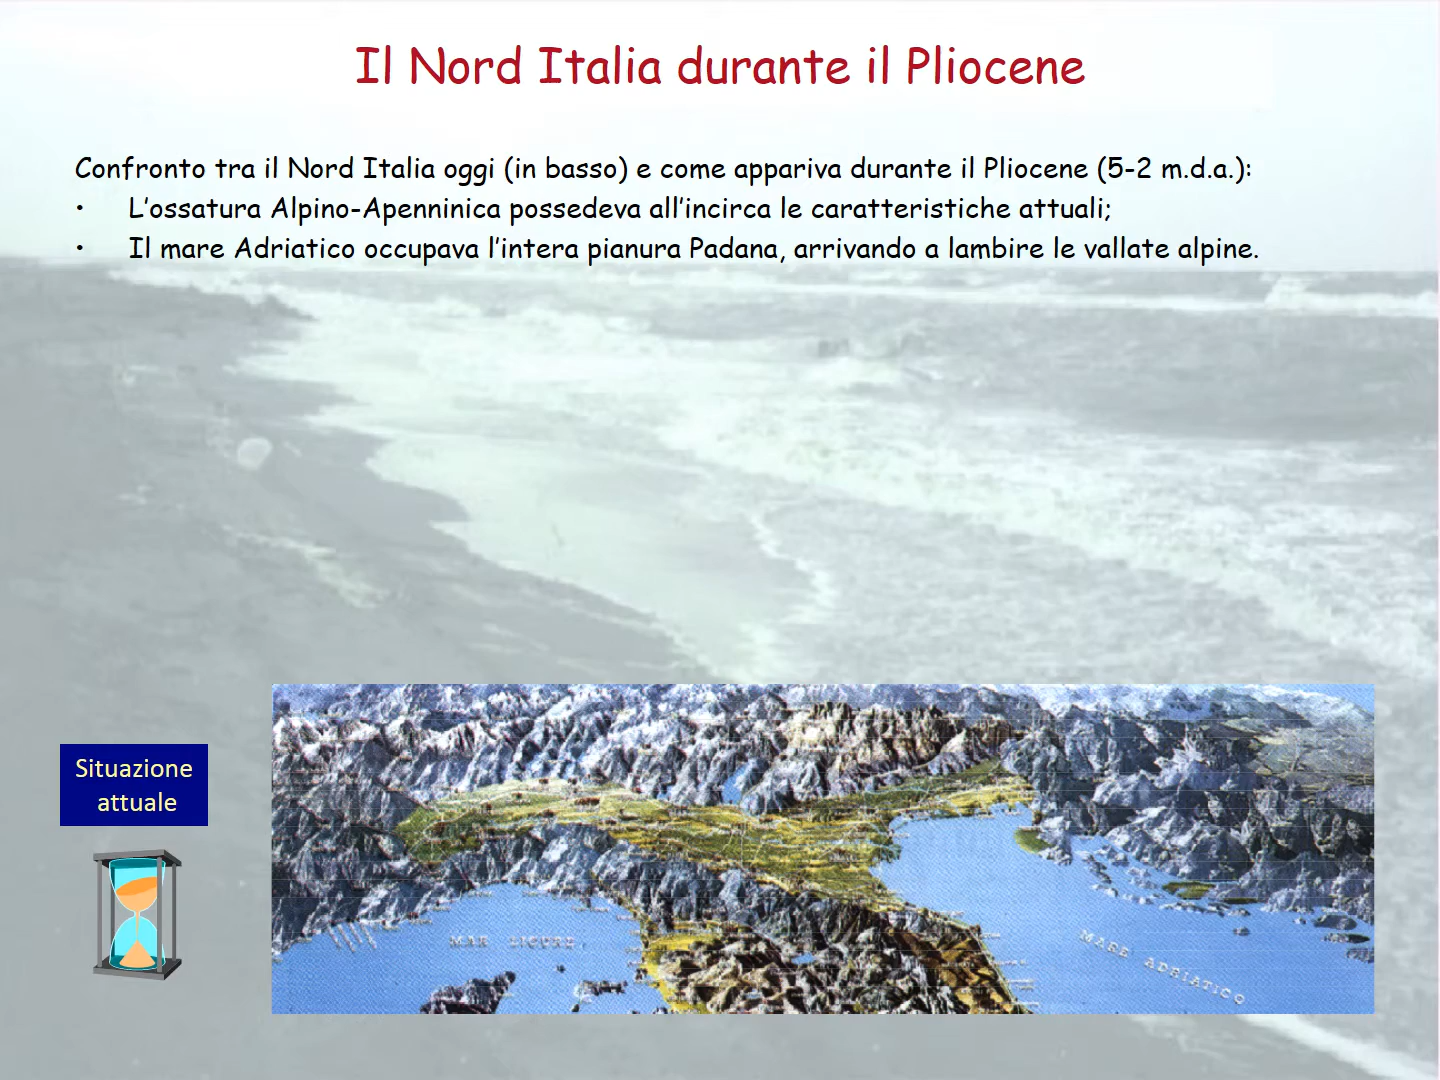 Il Nord Italia durante il Pliocene
Confronto tra il Nord Italia oggi (in basso) e come appariva durante il Pliocene (5-2 m.d.a.):
• L’ossatura Alpino-Apenninica possedeva all’incirca le caratteristiche attuali;
• Il mare Adriatico occupava l’intera pianura Padana, arrivando a lambire le vallate alpine.
Situazione
attuale
MAR LIGURE
MARE ADRIATICO